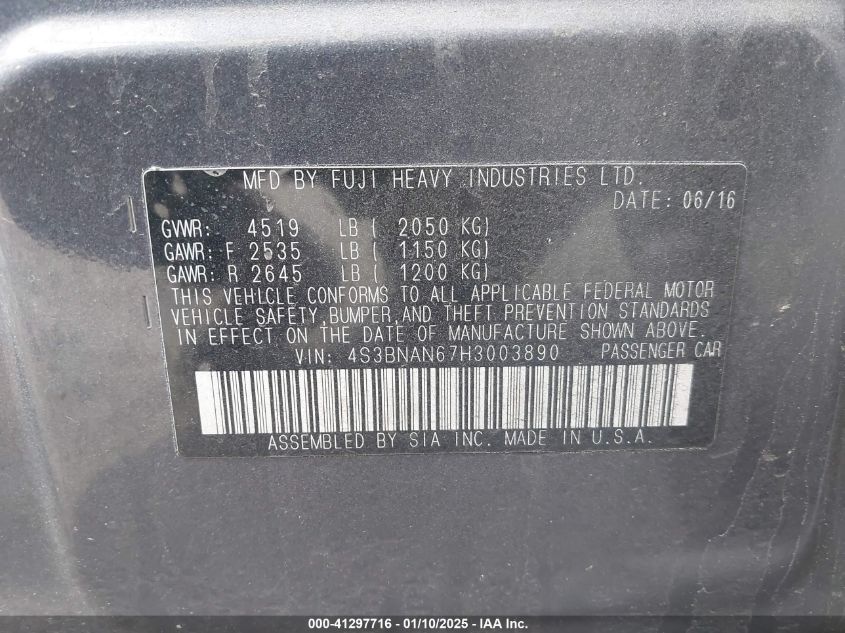 MFD BY FUJI HEAVY INDUSTRIES LTD.
DATE: 06/16
GVWR: 4519 LB ( 2050 KG)
GAWR: F 2535 LB ( 1150 KG)
GAWR: R 2645 LB ( 1200 KG)
THIS VEHICLE CONFORMS TO ALL APPLICABLE FEDERAL MOTOR
VEHICLE SAFETY,BUMPER,AND THEFT PREVENTION STANDARDS
IN EFFECT ON THE DATE OF MANUFACTURE SHOWN ABOVE.
VIN: 4S3BNAN67H3003890 PASSENGER CAR
ASSEMBLED BY SIA INC. MADE IN U.S.A.
000-41297716 - 01/10/2025 - IAA Inc.